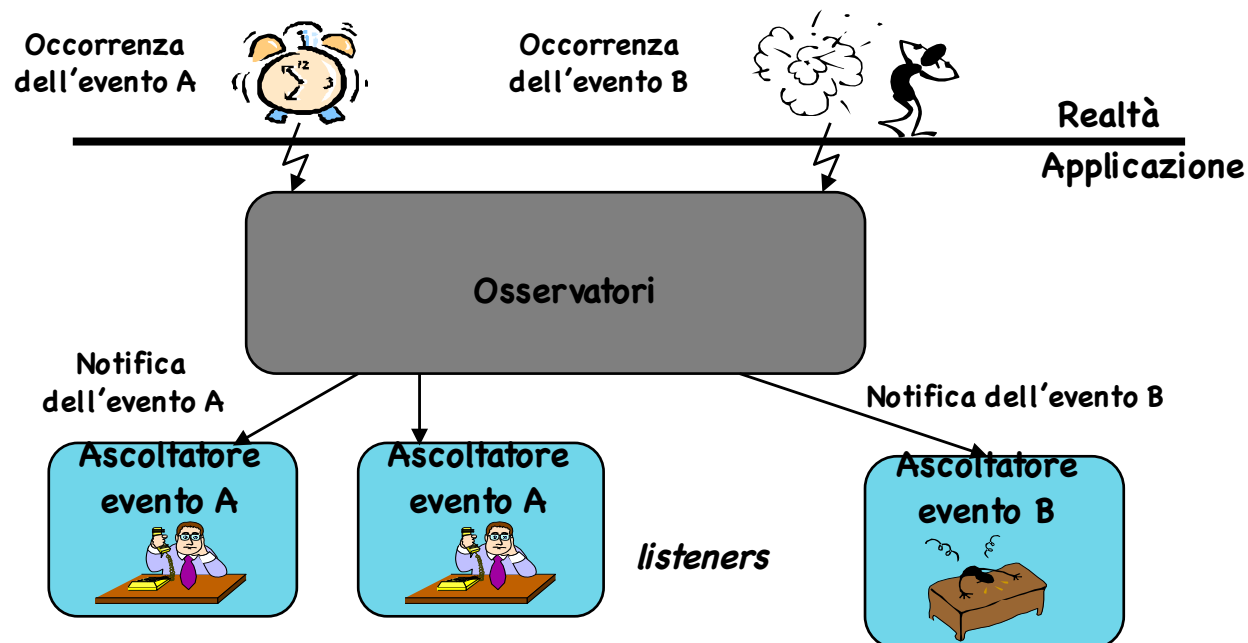 Occorrenza
dell'evento A
Occorrenza
dell'evento B
Realtà
Applicazione
Osservatori
Notifica
dell'evento A
Notifica dell'evento B
Ascoltatore
evento A
Ascoltatore
evento A
listeners
Ascoltatore
evento B